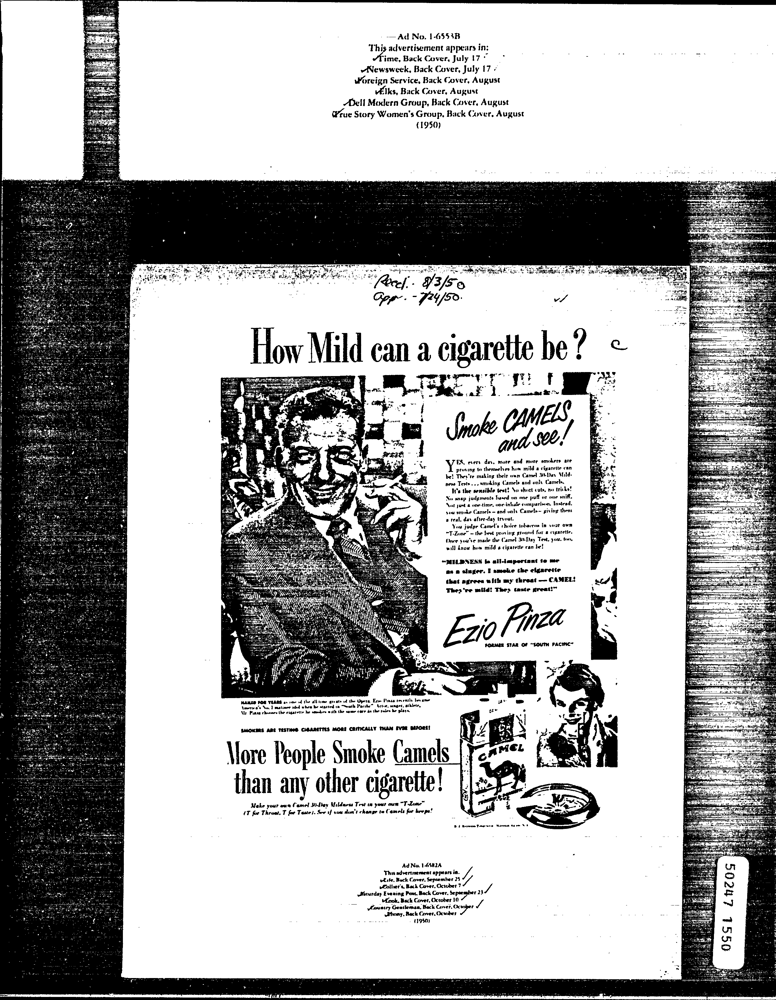 Ad No. 1-655
This advertisement appears in:
Time, Back Cover, July 17
Newsweek, Back Cover, July 17
Foreign Service, Back Cover, August
Elks, Back Cover, August
Dell Modern Group, Back Cover, August
True Story Women's Group, Back Cover, August
(1950)
8/3/50
App. - 7/24/50
How Mild can a cigarette be?
Smoke CAMELS
and see!
YES, every day, more and more smokers are
proving to themselves how mild a cigarette can
be! They're making their own Camel 30-Day Mild-
ness Tests... smoking Camels and only Camels.
It's the sensible test! No short cuts, no tricks!
No snap judgments based on one puff or one sniff.
Not just a one-time, one-inhale comparison. Instead,
you smoke Camels - and only Camels - giving them
a real, day-after-day tryout.
You judge Camel's choice tobaccos in your own
"T-Zone" - the best proving ground for a cigarette.
Once you've made the Camel 30-Day Test, you, too,
will know how mild a cigarette can be!
"MILDNESS is all-important to me
as a singer. I smoke the cigarette
that agrees with my throat — CAMEL!
They're mild! They taste great!"
Ezio Pinza
FORMER STAR OF "SOUTH PACIFIC"
HAILED FOR YEARS as one of the all-time greats of the Opera, Ezio Pinza recently became
America's No. 1 matinee idol when he starred in "South Pacific". Actor, singer, athlete,
Mr. Pinza chooses the cigarette he smokes with the same care as the roles he plays.
SMOKERS ARE TESTING CIGARETTES MORE CRITICALLY THAN EVER BEFORE!
More People Smoke Camels
than any other cigarette!
CAMEL
Make your own Camel 30-Day Mildness Test in your own "T-Zone"
(T for Throat, T for Taste). See if you don't change to Camels for keeps!
Ad No. 1-6582A
This advertisement appears in:
Life, Back Cover, September 25
Collier's, Back Cover, October 7
Saturday Evening Post, Back Cover, September 23
Look, Back Cover, October 10
Country Gentleman, Back Cover, October
Ebony, Back Cover, October
(1950)
50247 1550